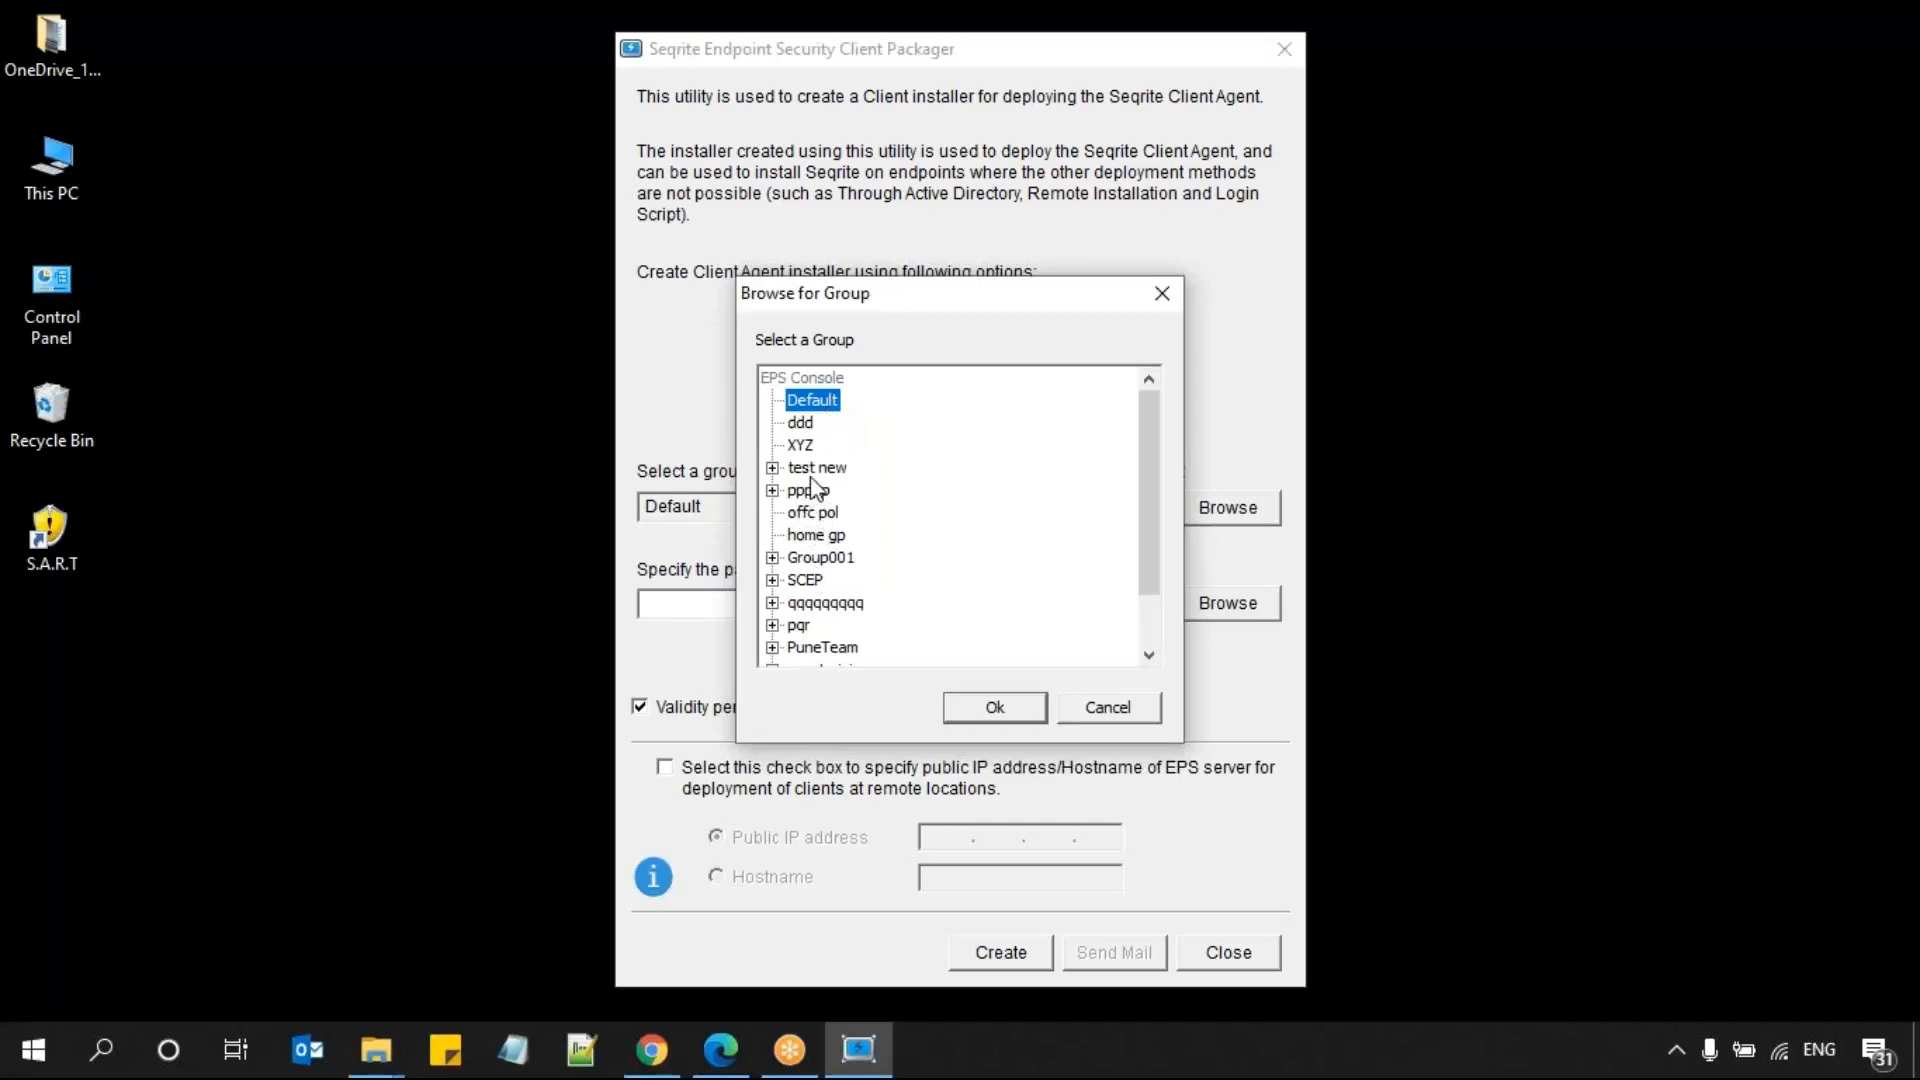 OneDrive_1...
This PC
Control
Panel
Recycle Bin
S.A.R.T
Seqrite Endpoint Security Client Packager
This utility is used to create a Client installer for deploying the Seqrite Client Agent.
The installer created using this utility is used to deploy the Seqrite Client Agent, and
can be used to install Seqrite on endpoints where the other deployment methods
are not possible (such as Through Active Directory, Remote Installation and Login
Script).
Create Client Agent installer using following options:
Browse for Group
Select a Group
EPS Console
Default
ddd
XYZ
test new
offc pol
home gp
Group001
SCEP
qqqqqqqqq
pqr
PuneTeam
Ok
Cancel
Select a grou
Default
Browse
Specify the p
Browse
Validity per
Select this check box to specify public IP address/Hostname of EPS server for
deployment of clients at remote locations.
Public IP address
. . .
Hostname
Create
Send Mail
Close
ENG
31